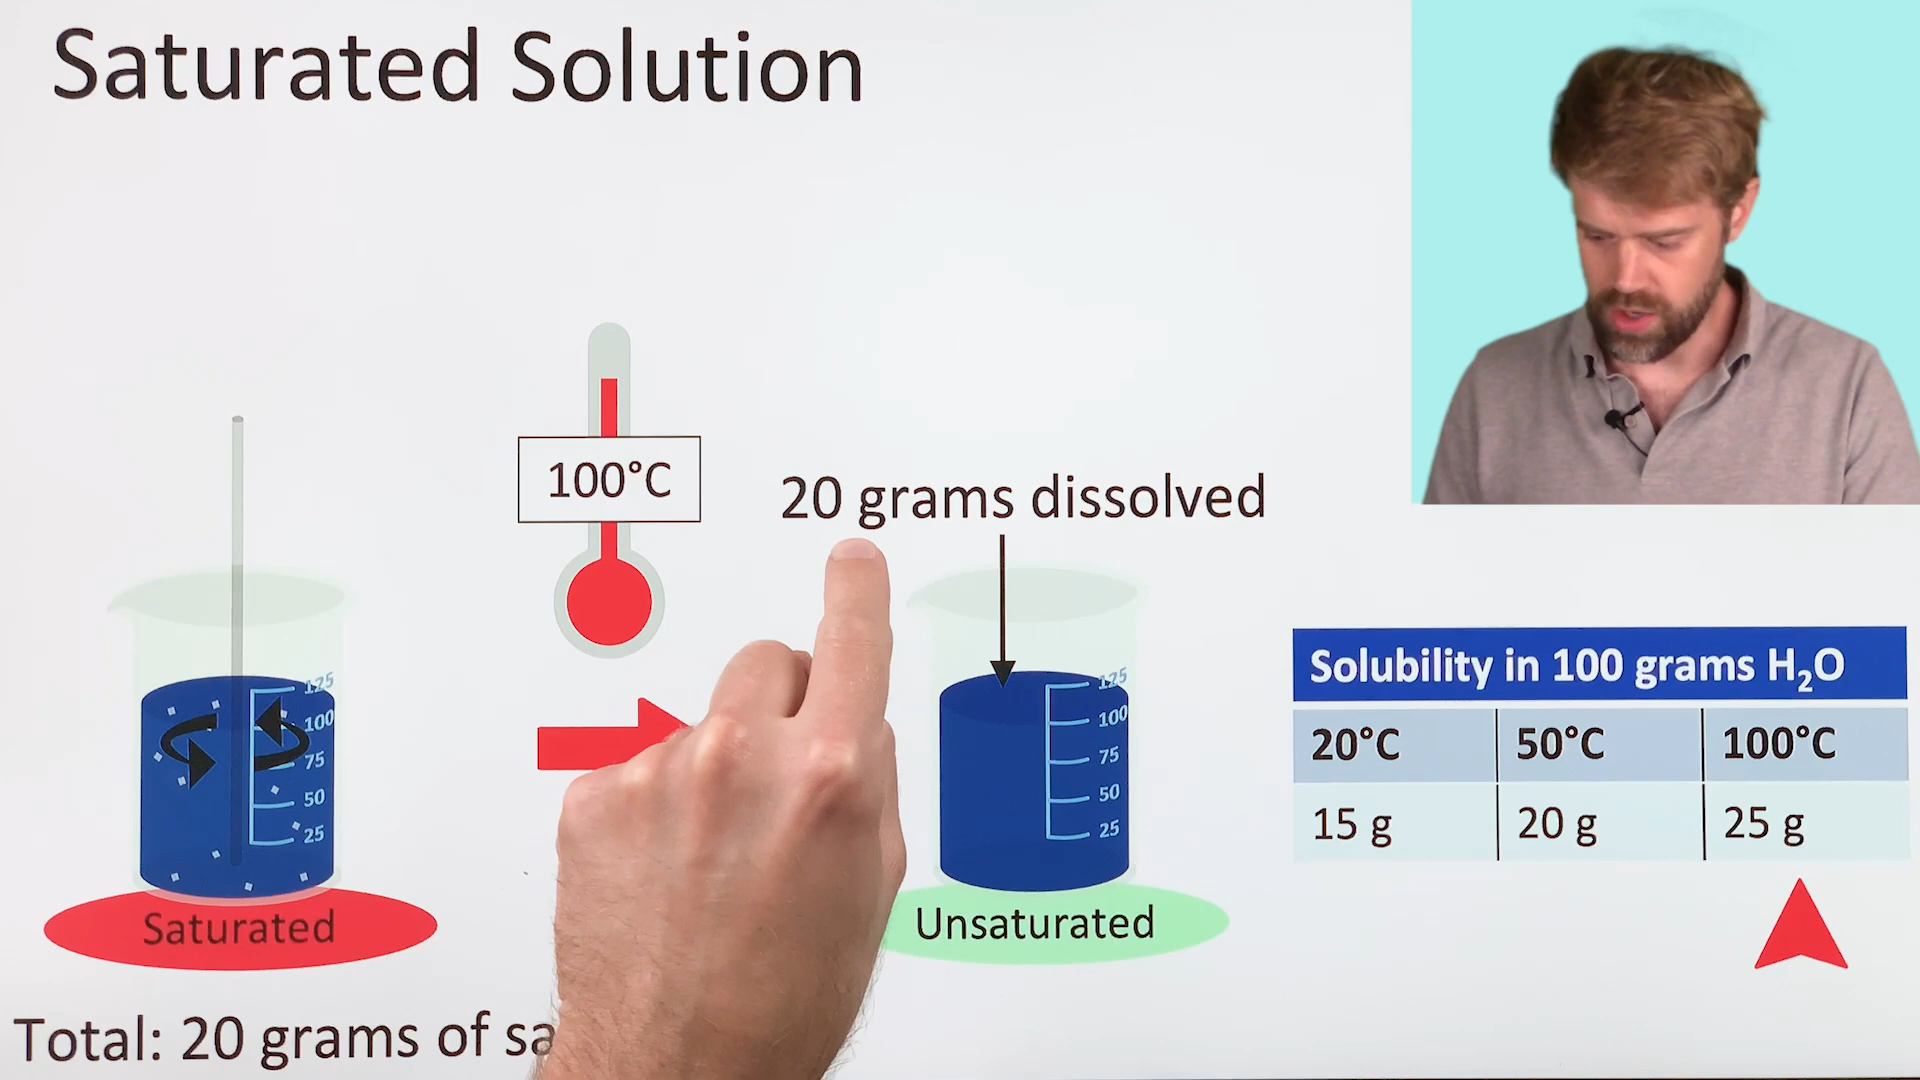 Saturated Solution
100°C
20 grams dissolved
125
100
75
50
25
Saturated
125
100
75
50
25
Unsaturated
Solubility in 100 grams H₂O
20°C 50°C 100°C
15 g 20 g 25 g
Total: 20 grams of